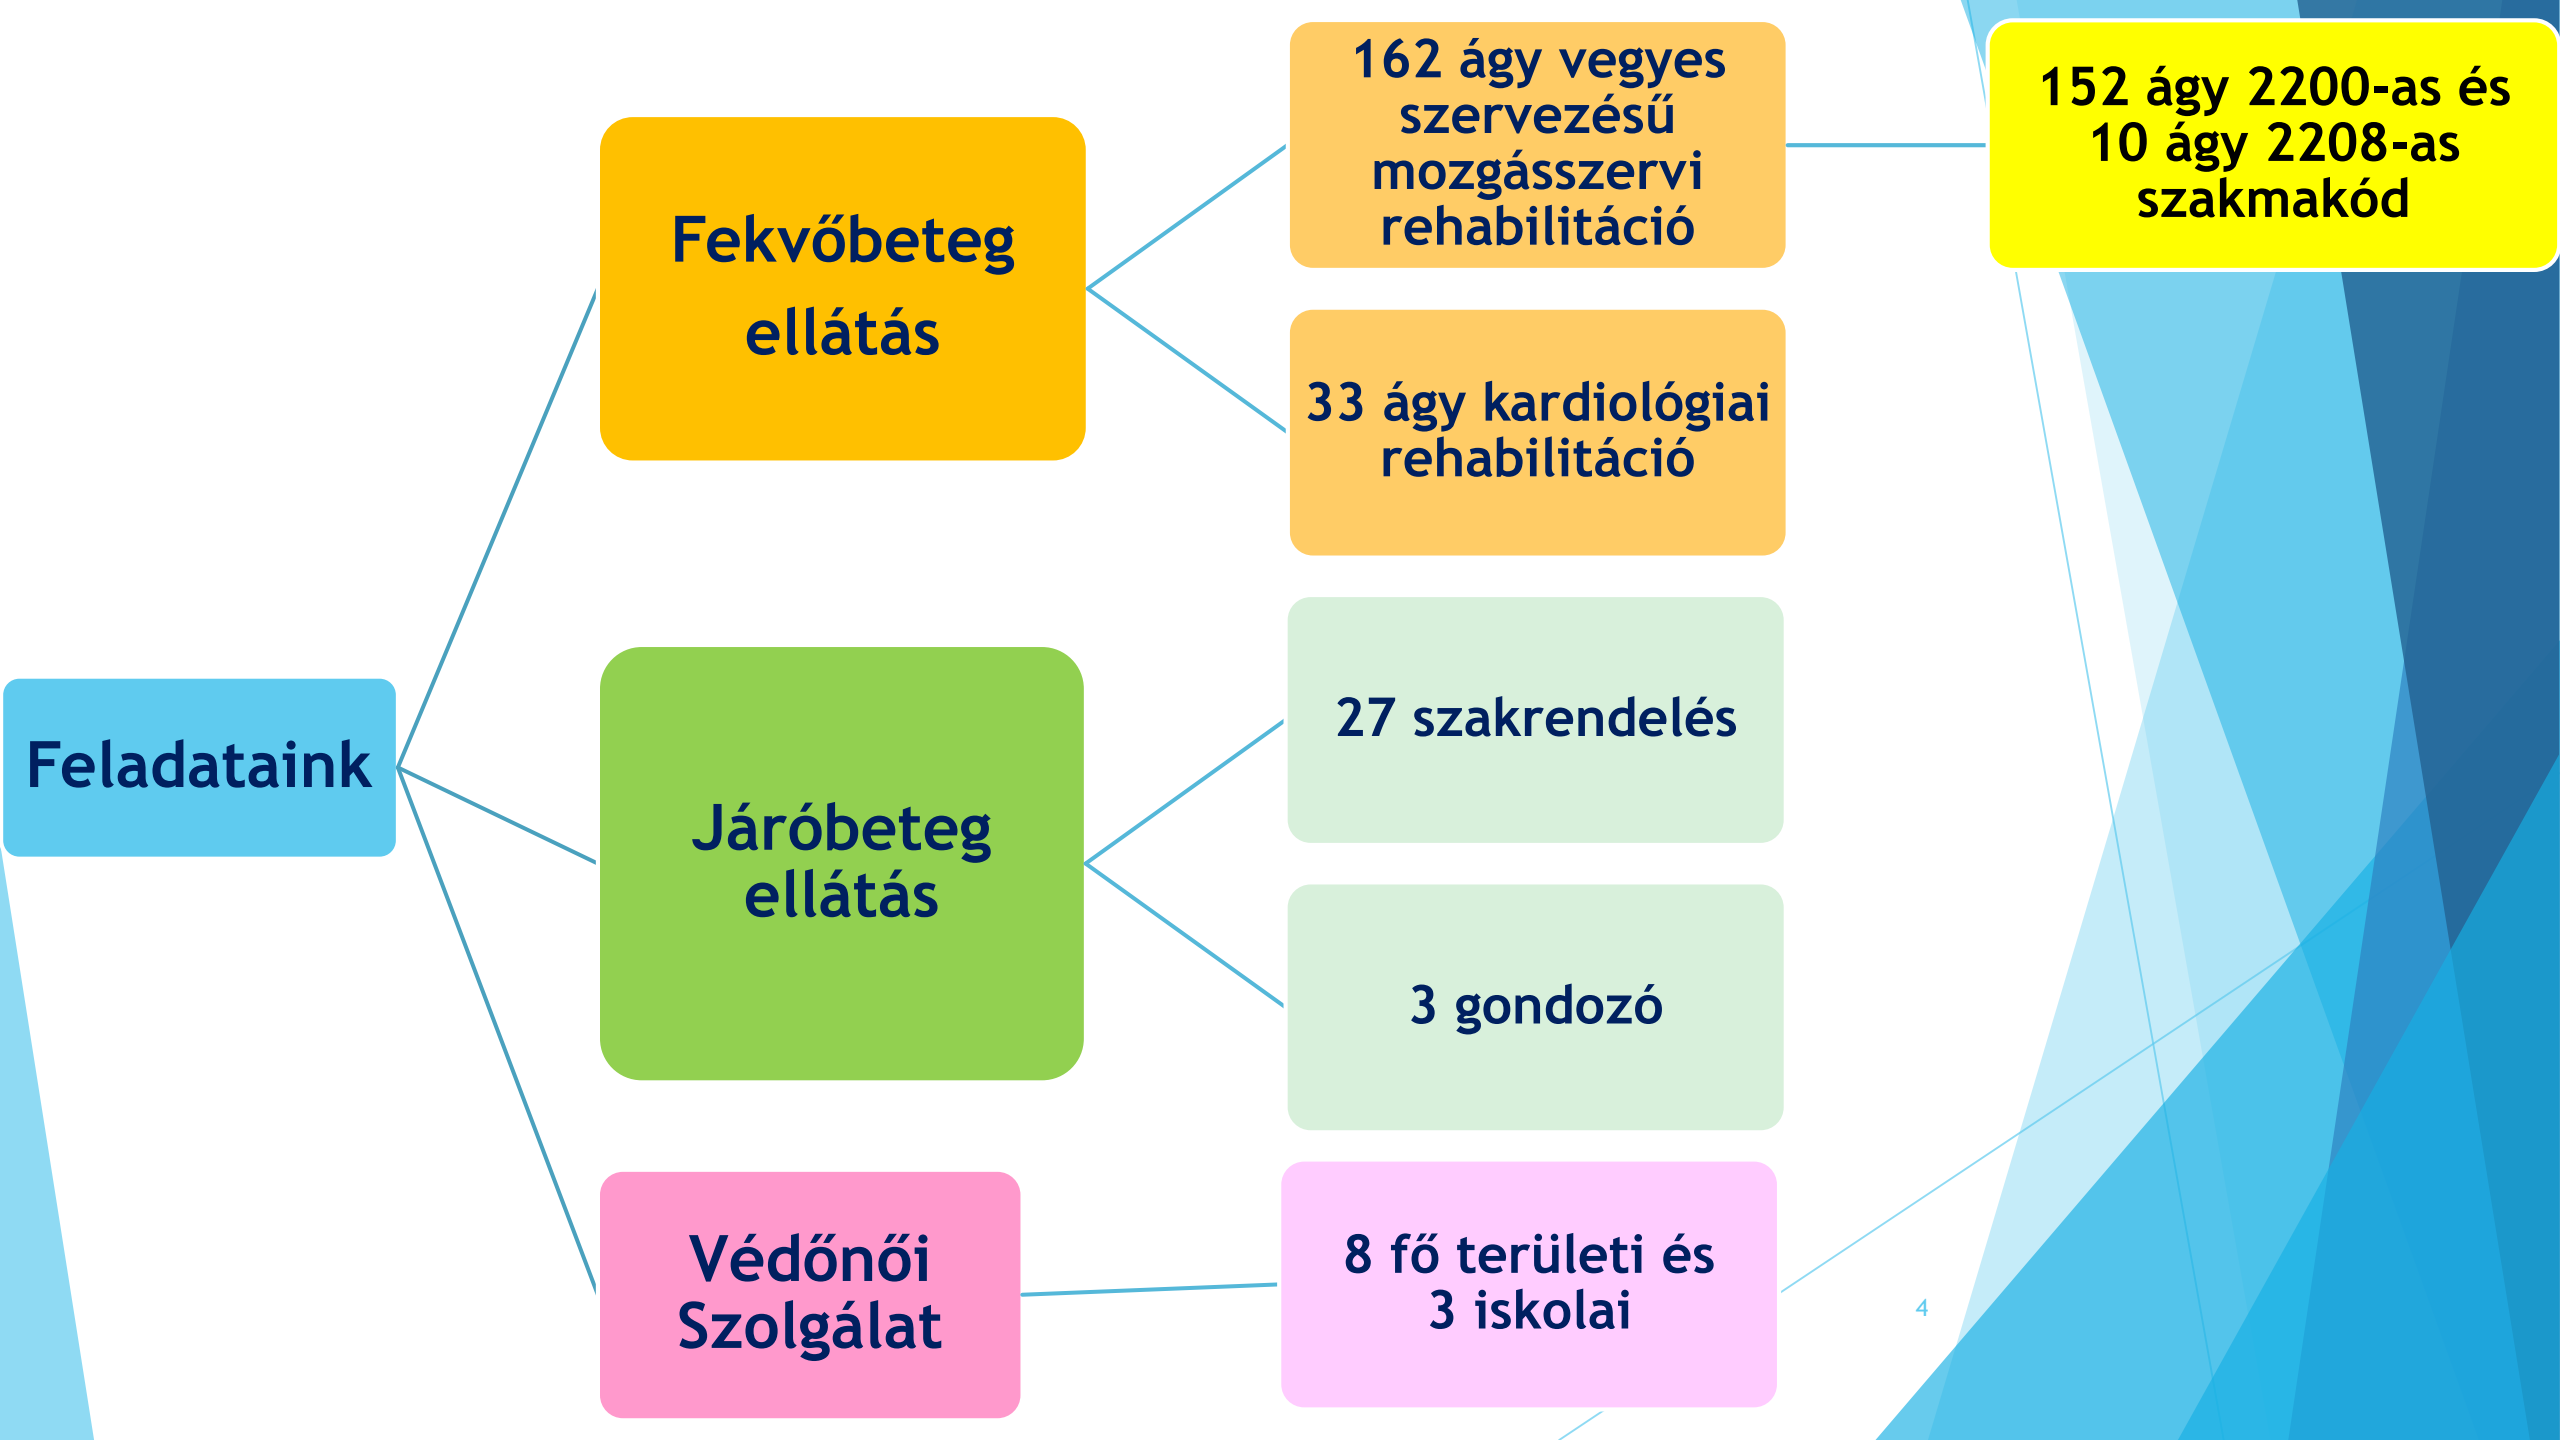 Feladataink
Fekvőbeteg
ellátás
162 ágy vegyes
szervezésű
mozgásszervi
rehabilitáció
152 ágy 2200-as és
10 ágy 2208-as
szakmakód
33 ágy kardiológiai
rehabilitáció
Járóbeteg
ellátás
27 szakrendelés
3 gondozó
Védőnői
Szolgálat
8 fő területi és
3 iskolai
4